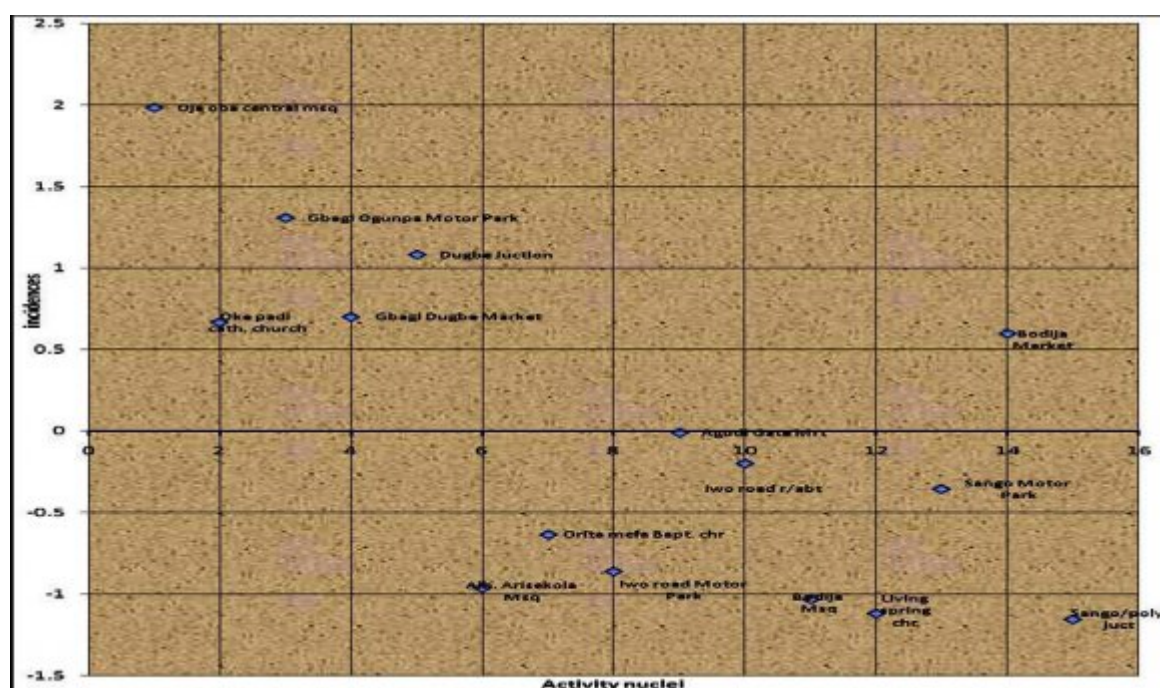 2.5
2
Oja oba central msq
1.5
Gbagi Ogunpa Motor Park
1
Dugbe Juction
incidences
Oke padi
cath. church
Gbagi Dugbe Market
Bodija
Market
0.5
0
Agodi Gate Mrt
0 2 4 6 8 10 12 14 16
Iwo road r/abt
Sango Motor
Park
-0.5
Orita mefa Bapt. chr
Arisekola
Msq
Iwo road Motor
Park
Bodija
Msq
Living
spring
chc
Sango/poly
juct
-1
-1.5
Activity nuclei